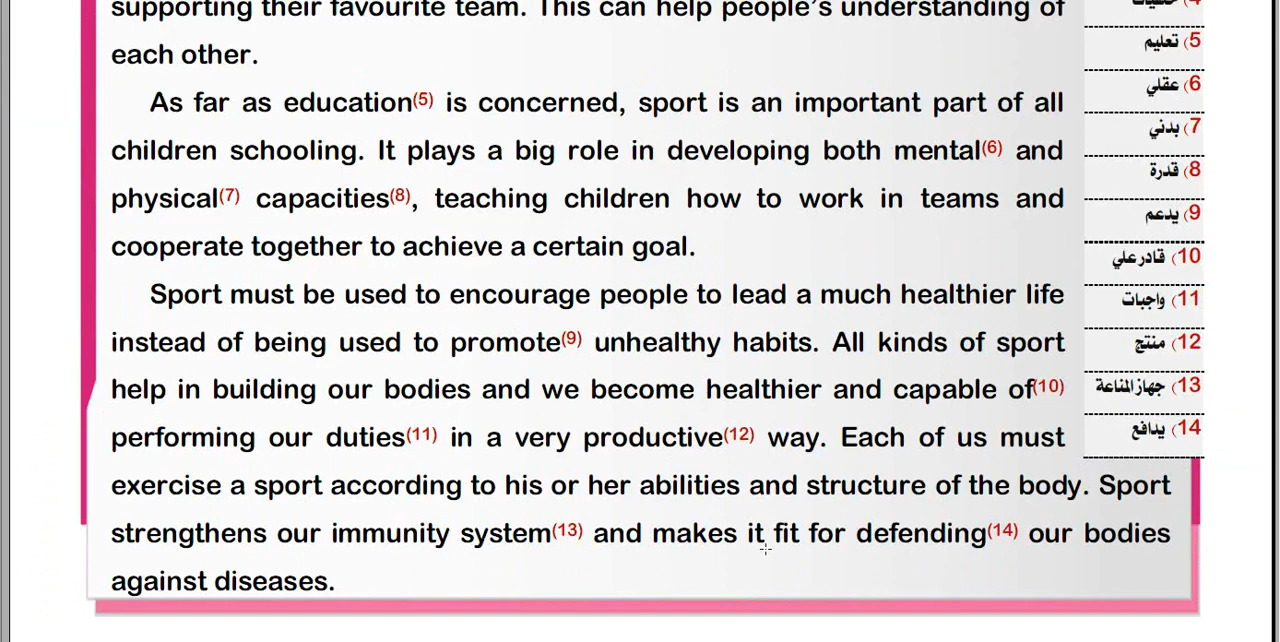 supporting their favourite team. This can help people's understanding of
each other.
As far as education(5) is concerned, sport is an important part of all
children schooling. It plays a big role in developing both mental(6) and
physical(7) capacities(8), teaching children how to work in teams and
cooperate together to achieve a certain goal.
Sport must be used to encourage people to lead a much healthier life
instead of being used to promote(9) unhealthy habits. All kinds of sport
help in building our bodies and we become healthier and capable of(10)
performing our duties(11) in a very productive(12) way. Each of us must
exercise a sport according to his or her abilities and structure of the body. Sport
strengthens our immunity system(13) and makes it fit for defending(14) our bodies
against diseases.
5) تعليم
6) عقلي
7) بدني
8) قدرة
9) يدعم
10) قادر علي
11) واجبات
12) منتج
13) جهاز المناعة
14) يدافع